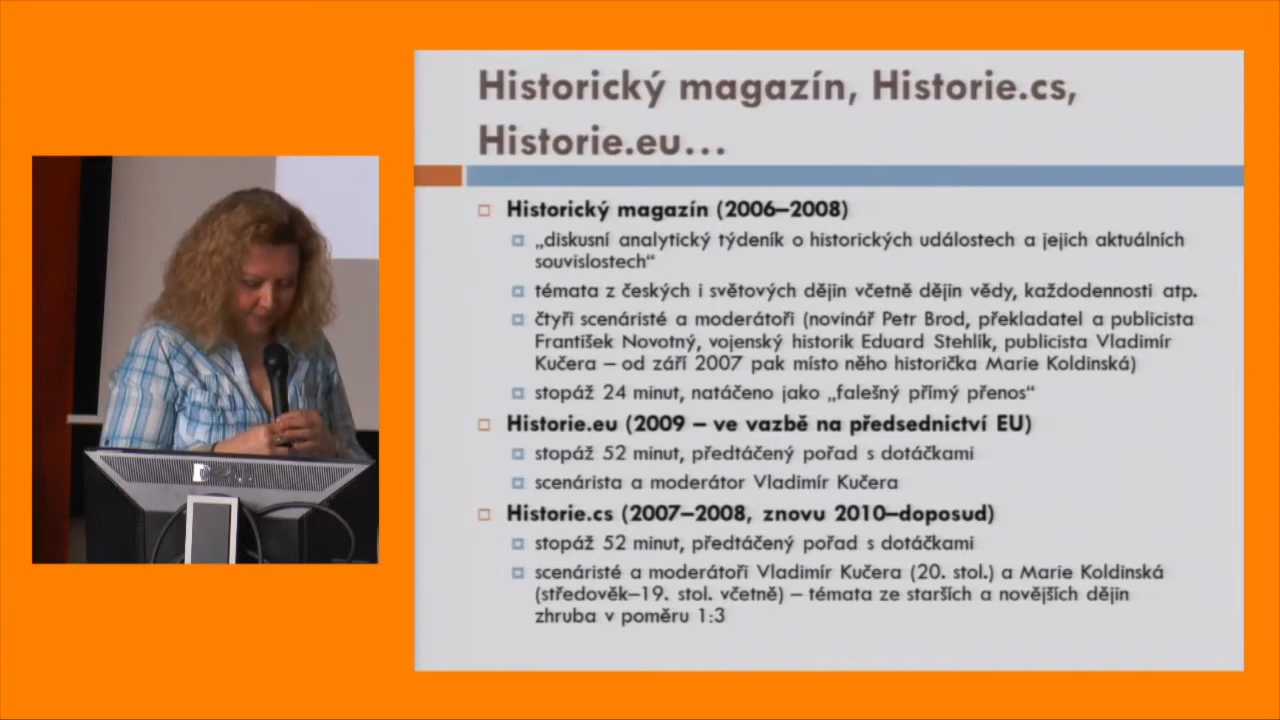 Historický magazín, Historie.cs,
Historie.eu…
Historický magazín (2006–2008)
„diskusní analytický týdeník o historických událostech a jejich aktuálních
souvislostech“
témata z českých i světových dějin včetně dějin vědy, každodennosti atp.
čtyři scenáristé a moderátoři (novinář Petr Brod, překladatel a publicista
František Novotný, vojenský historik Eduard Stehlík, publicista Vladimír
Kučera – od září 2007 pak místo něho historička Marie Koldinská)
stopáž 24 minut, natáčeno jako „falešný přímý přenos“
Historie.eu (2009 – ve vazbě na předsednictví EU)
stopáž 52 minut, předtáčený pořad s dotáčkami
scenárista a moderátor Vladimír Kučera
Historie.cs (2007–2008, znovu 2010–doposud)
stopáž 52 minut, předtáčený pořad s dotáčkami
scenáristé a moderátoři Vladimír Kučera (20. stol.) a Marie Koldinská
(středověk–19. stol. včetně) – témata ze starších a novějších dějin
zhruba v poměru 1:3